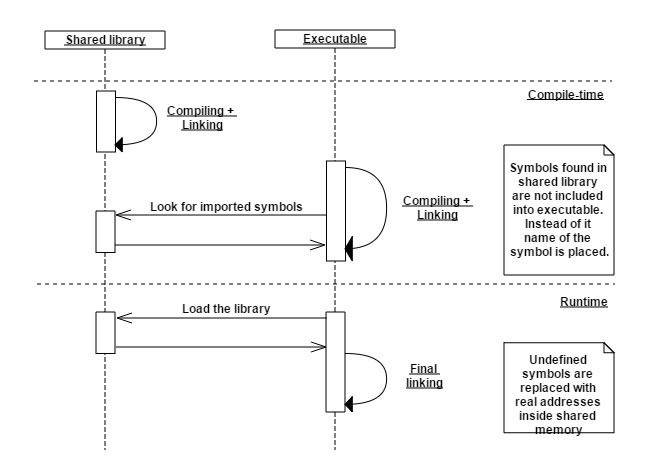 Shared library
Executable
Compile-time
Compiling +
Linking
Symbols found in
shared library
are not included
into executable.
Instead of it
name of the
symbol is placed.
Look for imported symbols
Compiling +
Linking
Runtime
Load the library
Final
linking
Undefined
symbols are
replaced with
real addresses
inside shared
memory